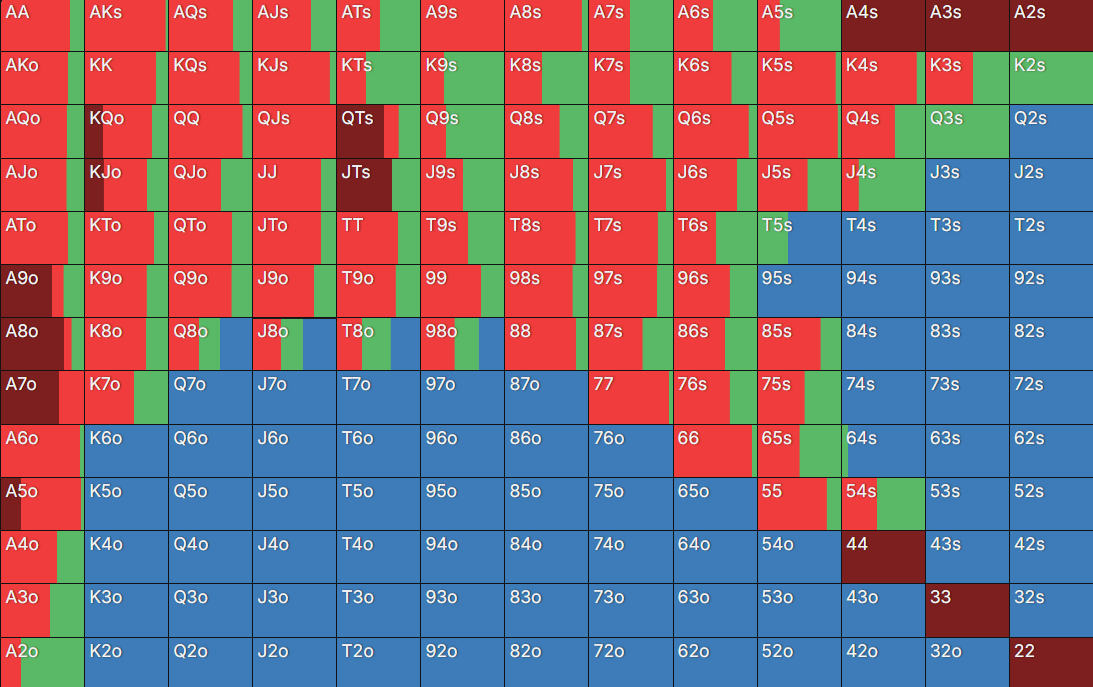 AA AKs AQs AJs ATs A9s A8s A7s A6s A5s A4s A3s A2s
AKo KK KQs KJs KTs K9s K8s K7s K6s K5s K4s K3s K2s
AQo KQo QQ QJs QTs Q9s Q8s Q7s Q6s Q5s Q4s Q3s Q2s
AJo KJo QJo JJ JTs J9s J8s J7s J6s J5s J4s J3s J2s
ATo KTo QTo JTo TT T9s T8s T7s T6s T5s T4s T3s T2s
A9o K9o Q9o J9o T9o 99 98s 97s 96s 95s 94s 93s 92s
A8o K8o Q8o J8o T8o 98o 88 87s 86s 85s 84s 83s 82s
A7o K7o Q7o J7o T7o 97o 87o 77 76s 75s 74s 73s 72s
A6o K6o Q6o J6o T6o 96o 86o 76o 66 65s 64s 63s 62s
A5o K5o Q5o J5o T5o 95o 85o 75o 65o 55 54s 53s 52s
A4o K4o Q4o J4o T4o 94o 84o 74o 64o 54o 44 43s 42s
A3o K3o Q3o J3o T3o 93o 83o 73o 63o 53o 43o 33 32s
A2o K2o Q2o J2o T2o 92o 82o 72o 62o 52o 42o 32o 22